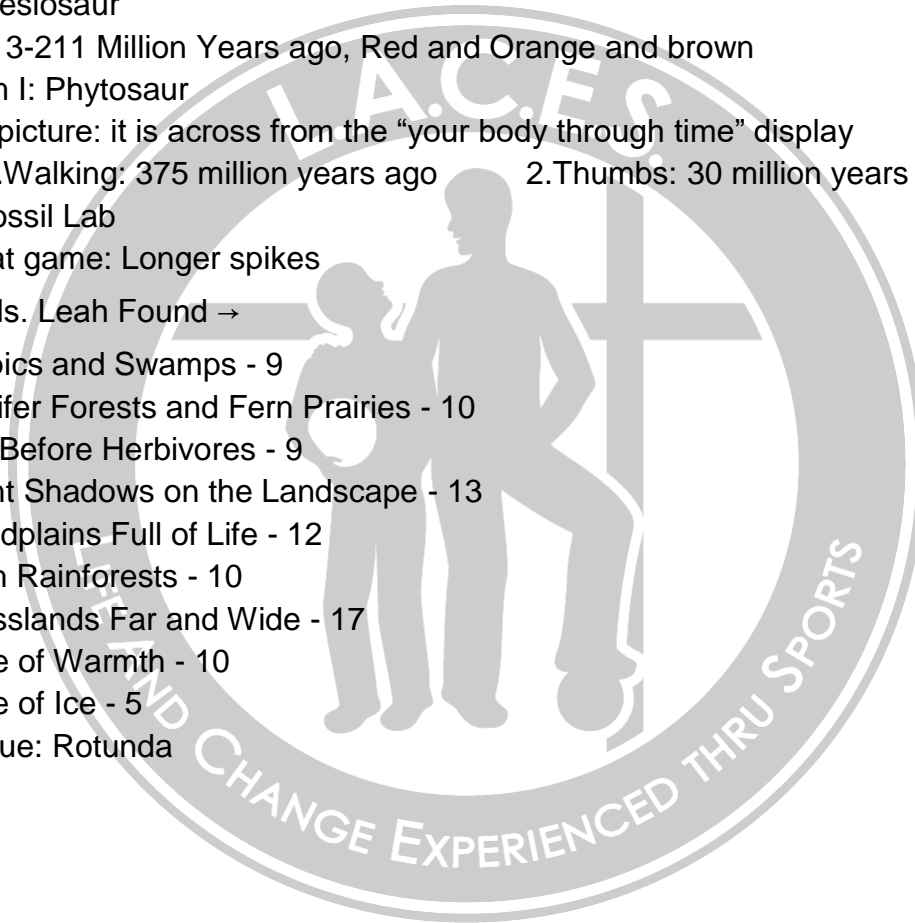 esiosaur
3-211 Million Years ago, Red and Orange and brown
I: Phytosaur
picture: it is across from the “your body through time” display
.Walking: 375 million years ago 2.Thumbs: 30 million years
ossil Lab
at game: Longer spikes
s. Leah Found →
ics and Swamps - 9
ifer Forests and Fern Prairies - 10
Before Herbivores - 9
nt Shadows on the Landscape - 13
dplains Full of Life - 12
n Rainforests - 10
sslands Far and Wide - 17
e of Warmth - 10
e of Ice - 5
ue: Rotunda
L.A.C.E.S.
LIFE AND CHANGE EXPERIENCED THRU SPORTS